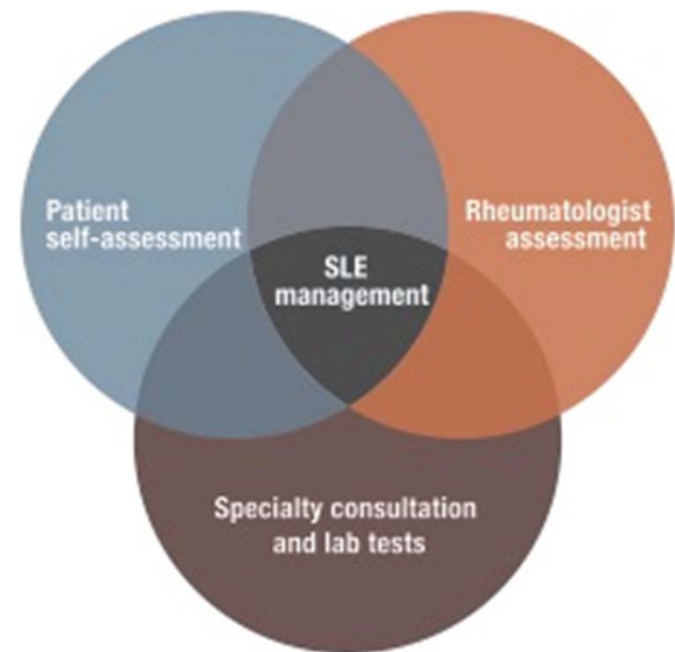 Patient
self-assessment
Rheumatologist
assessment
SLE
management
Specialty consultation
and lab tests